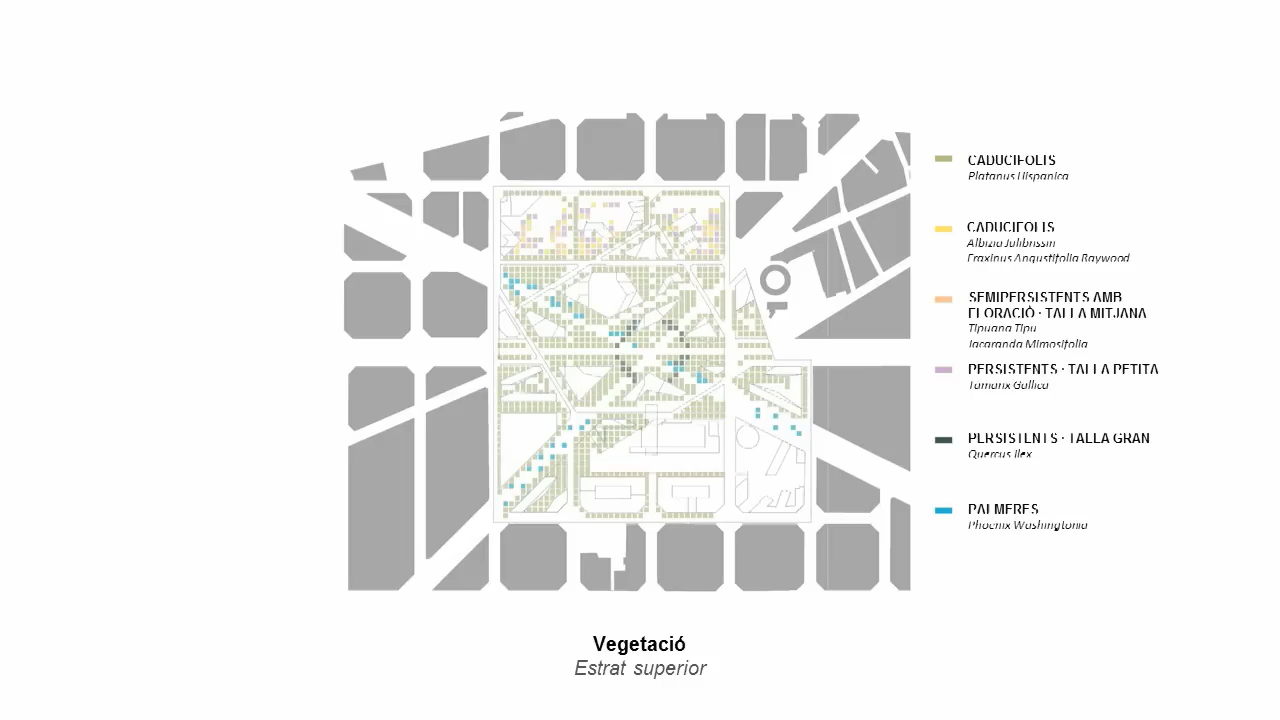 CADUCIFOLIS
Platanus Hispanica
CADUCIFOLIS
Albizia Julibrissin
Fraxinus Angustifolia Raywood
SEMIPERSISTENTS AMB
FLORACIÓ · TALLA MITJANA
Tipuana Tipu
Jacaranda Mimosifolia
PERSISTENTS · TALLA PETITA
Tamarix Gallica
PERSISTENTS · TALLA GRAN
Quercus Ilex
PALMERES
Phoenix Washingtonia
Vegetació
Estrat superior